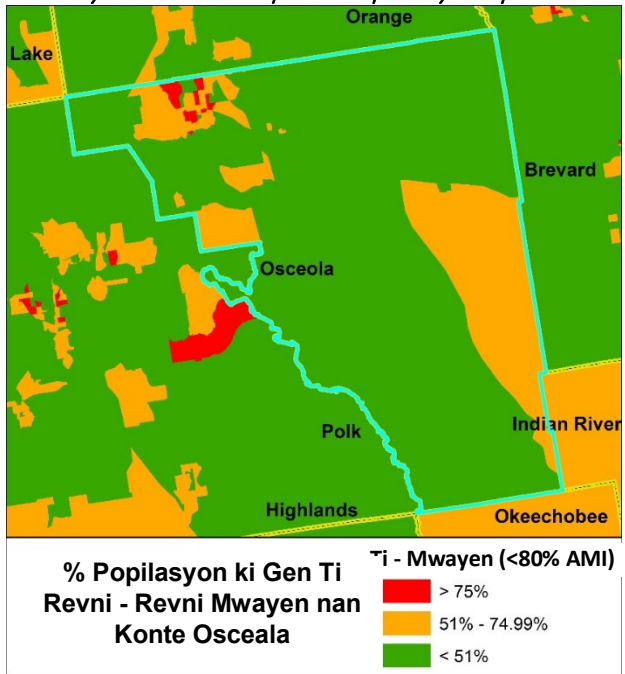 Orange
Lake
Brevard
Osceola
Indian River
Polk
Highlands
Okeechobee
% Popilasyon ki Gen Ti
Revni - Revni Mwayen nan
Konte Osceala
Ti - Mwayen (<80% AMI)
> 75%
51% - 74.99%
< 51%